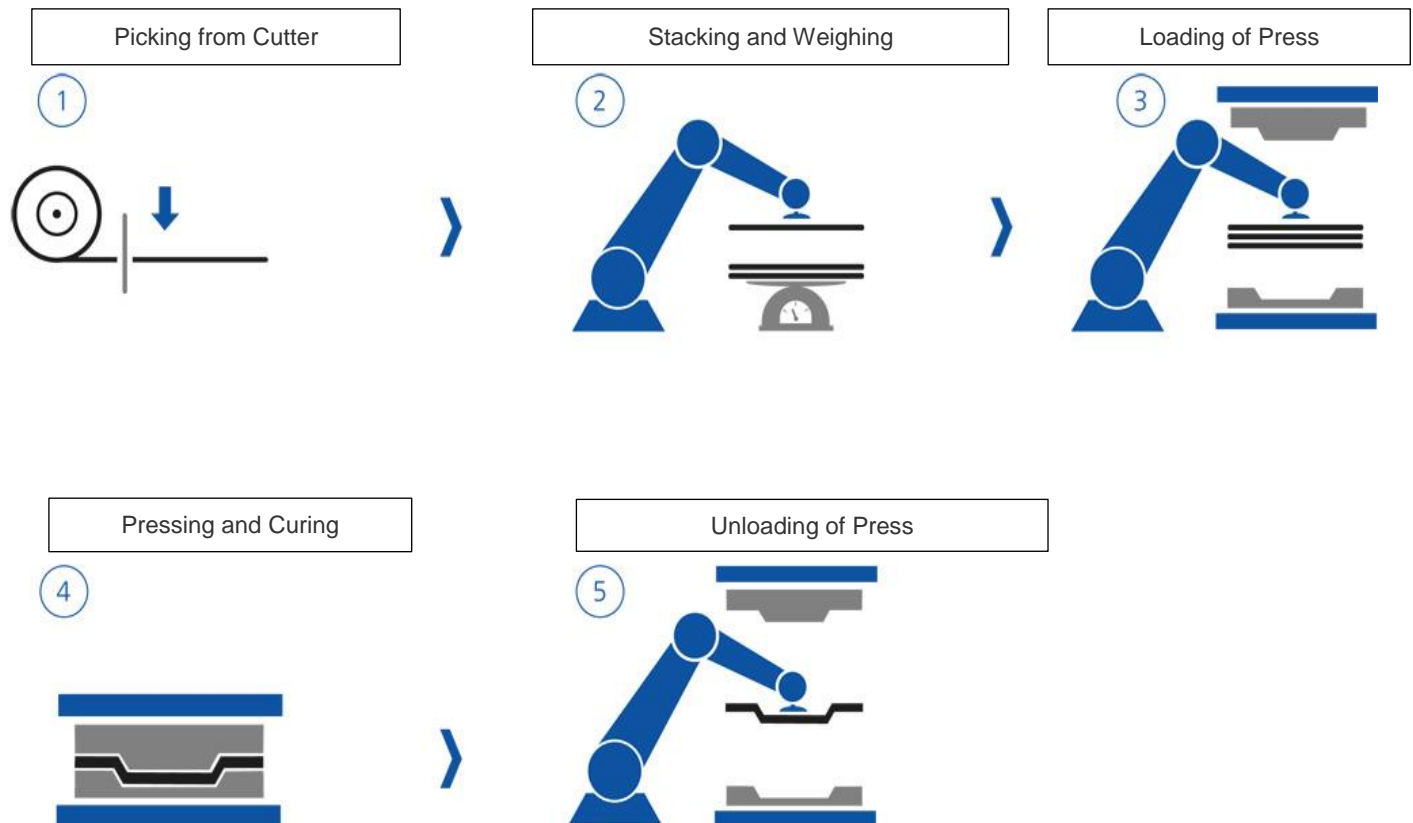 Picking from Cutter
Stacking and Weighing
Loading of Press
1
2
3
Pressing and Curing
Unloading of Press
4
5